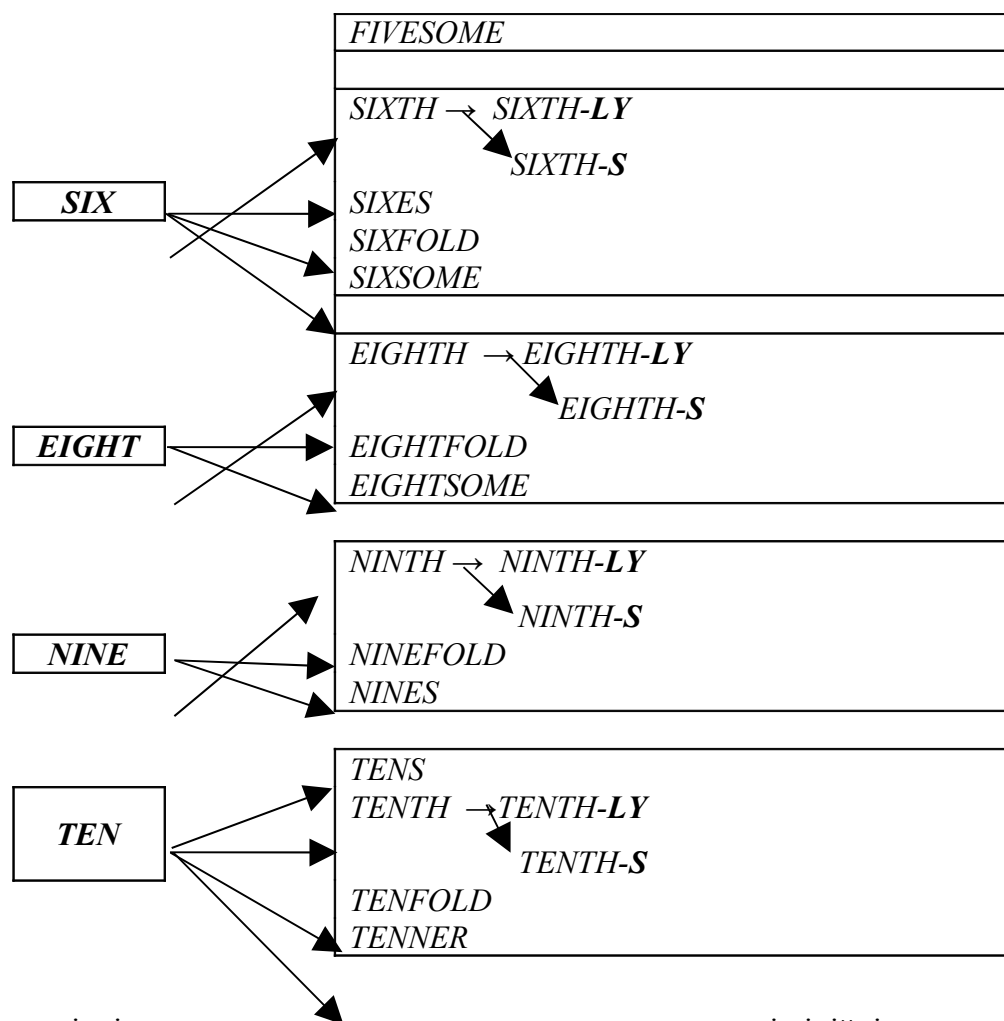 FIVESOME
SIXTH → SIXTH-LY
SIXTH-S
SIX
SIXES
SIXFOLD
SIXSOME
EIGHTH → EIGHTH-LY
EIGHTH-S
EIGHT
EIGHTFOLD
EIGHTSOME
NINTH → NINTH-LY
NINTH-S
NINE
NINEFOLD
NINES
TENS
TENTH → TENTH-LY
TEN
TENTH-S
TENFOLD
TENNER